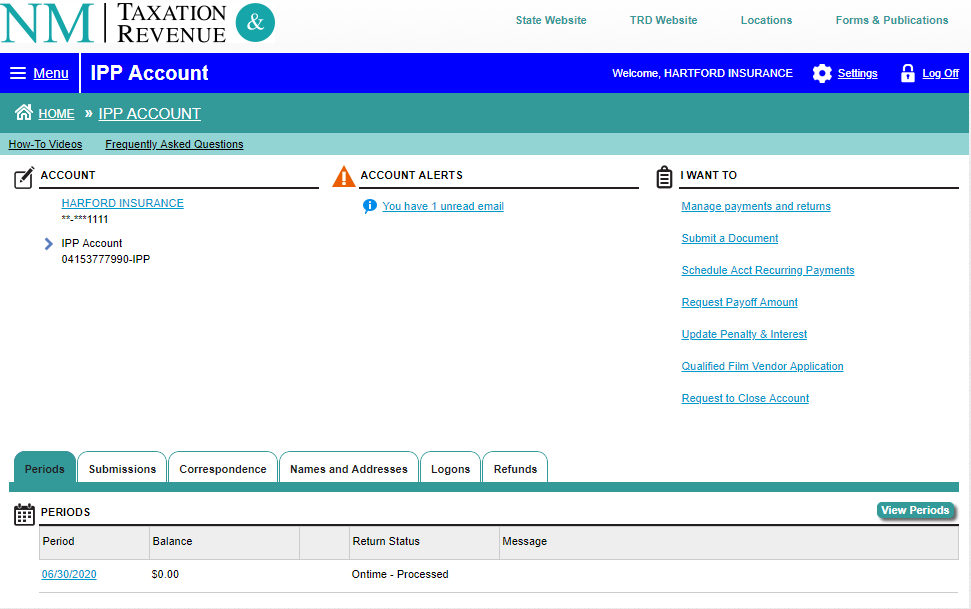 NM TAXATION & REVENUE
State Website TRD Website Locations Forms & Publications
Menu IPP Account Welcome, HARTFORD INSURANCE Settings Log Off
HOME » IPP ACCOUNT
How-To Videos Frequently Asked Questions
ACCOUNT
HARFORD INSURANCE
**-***1111
IPP Account
04153777990-IPP
ACCOUNT ALERTS
You have 1 unread email
I WANT TO
Manage payments and returns
Submit a Document
Schedule Acct Recurring Payments
Request Payoff Amount
Update Penalty & Interest
Qualified Film Vendor Application
Request to Close Account
Periods Submissions Correspondence Names and Addresses Logons Refunds
PERIODS View Periods
Period Balance Return Status Message
06/30/2020 $0.00 Ontime - Processed